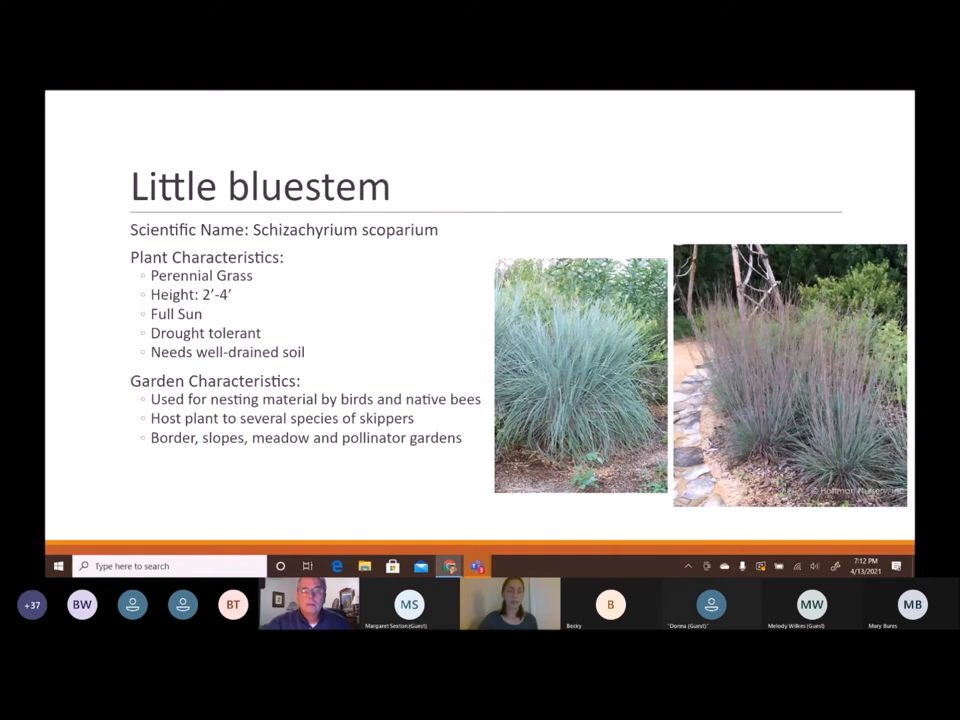 Little bluestem
Scientific Name: Schizachyrium scoparium
Plant Characteristics:
◦ Perennial Grass
◦ Height: 2’-4’
◦ Full Sun
◦ Drought tolerant
◦ Needs well-drained soil
Garden Characteristics:
◦ Used for nesting material by birds and native bees
◦ Host plant to several species of skippers
◦ Border, slopes, meadow and pollinator gardens
© Hoffman Nursery, Inc.
Type here to search
7:12 PM
4/13/2021
+37
BW
BT
MS
Margaret Sexton (Guest)
B
Becky
"Donna (Guest)"
MW
Melody Wilkes (Guest)
MB
Mary Bures